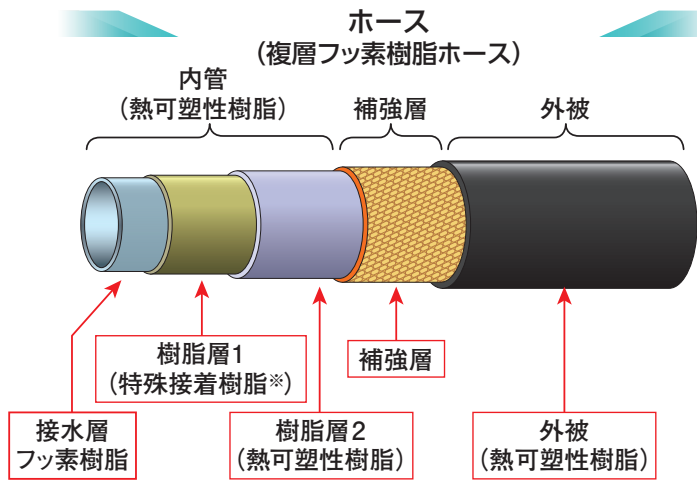 ホース
（複層フッ素樹脂ホース）
内管
（熱可塑性樹脂）
補強層
外被
樹脂層1
（特殊接着樹脂※）
補強層
接水層
フッ素樹脂
樹脂層2
（熱可塑性樹脂）
外被
（熱可塑性樹脂）